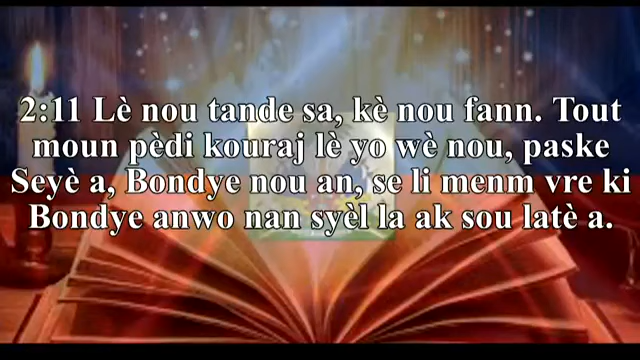 2:11 Lè nou tande sa, kè nou fann. Tout
moun pèdi kouraj lè yo wè nou, paske
Seyè a, Bondye nou an, se li menm vre ki
Bondye anwo nan syèl la ak sou latè a.